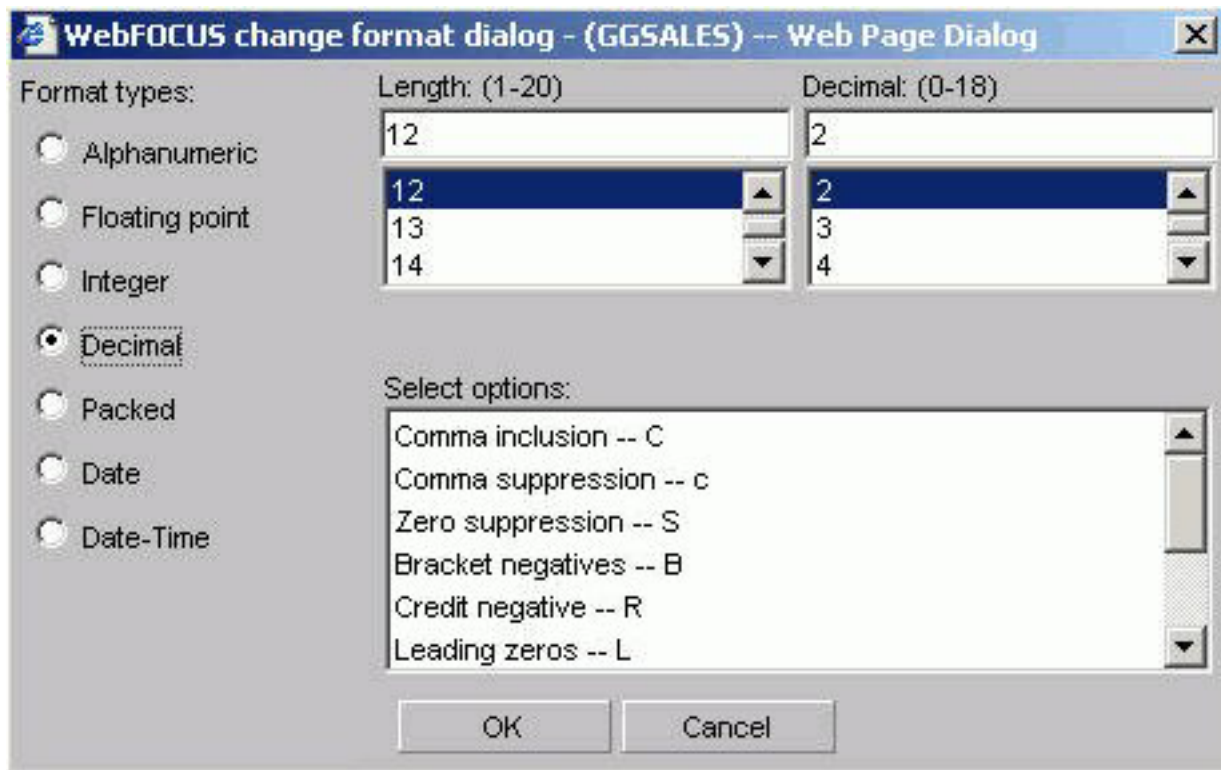 WebFOCUS change format dialog - (GGSALES) -- Web Page Dialog
Format types:
Alphanumeric
Floating point
Integer
Decimal
Packed
Date
Date-Time
Length: (1-20)
12
12
13
14
Decimal: (0-18)
2
2
3
4
Select options:
Comma inclusion -- C
Comma suppression -- c
Zero suppression -- S
Bracket negatives -- B
Credit negative -- R
Leading zeros -- L
OK
Cancel